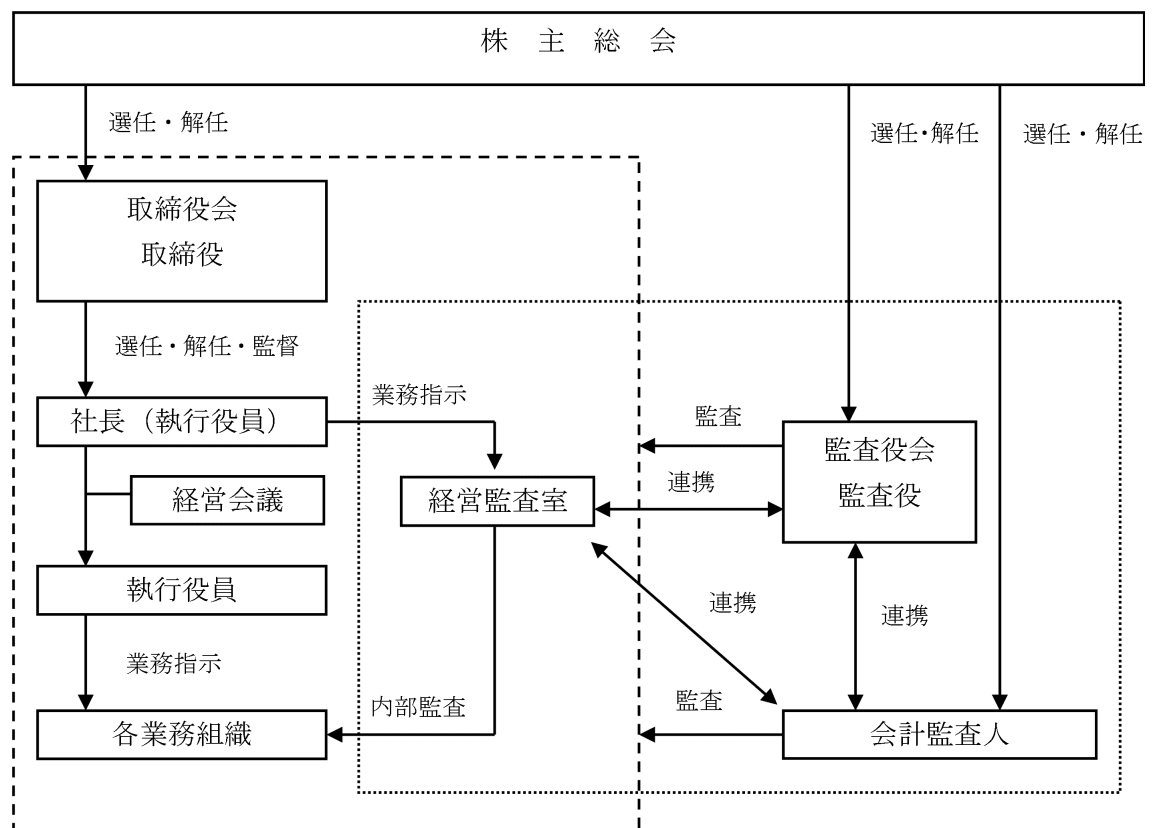 株　主　総　会
選任・解任
選任・解任
選任・解任
取締役会
取締役
選任・解任・監督
社長（執行役員）
業務指示
監査
監査役会
監査役
連携
経営会議
経営監査室
執行役員
連携
連携
業務指示
内部監査
監査
各業務組織
会計監査人